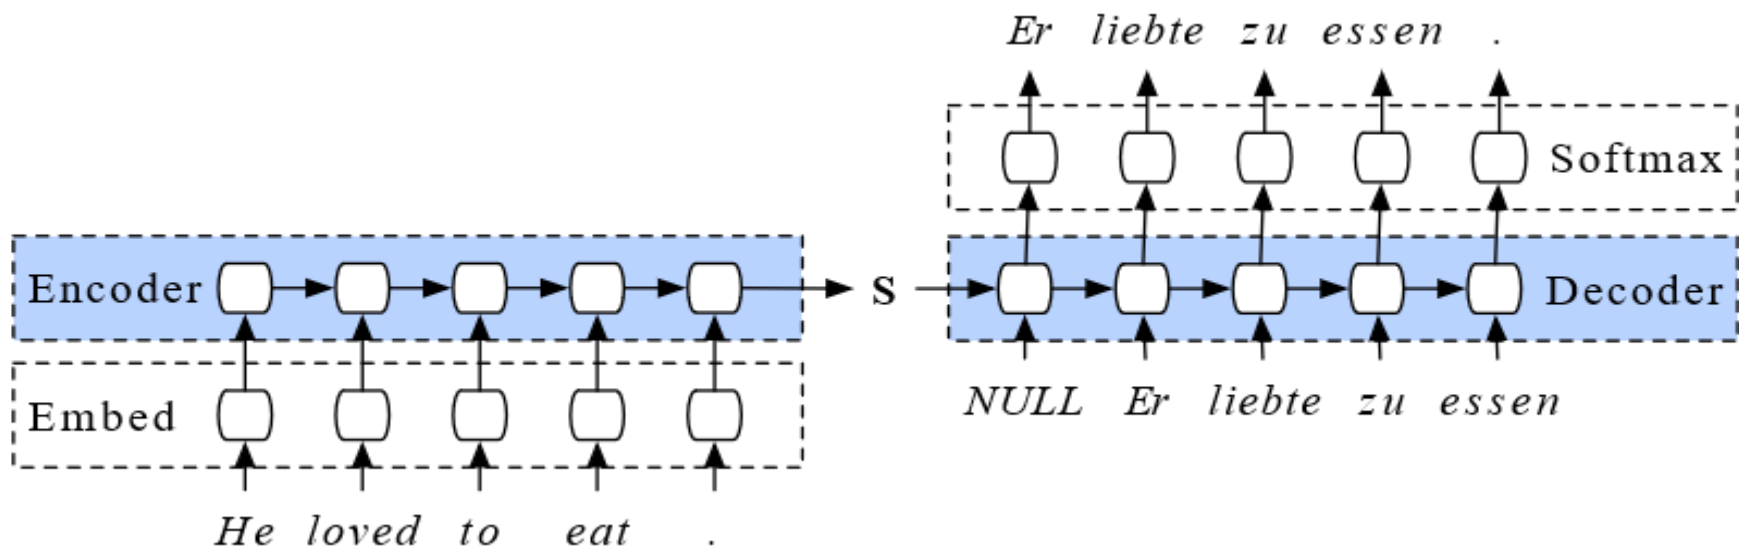 Er liebte zu essen .
Softmax
Encoder
S
Decoder
NULL Er liebte zu essen
Embed
He loved to eat .